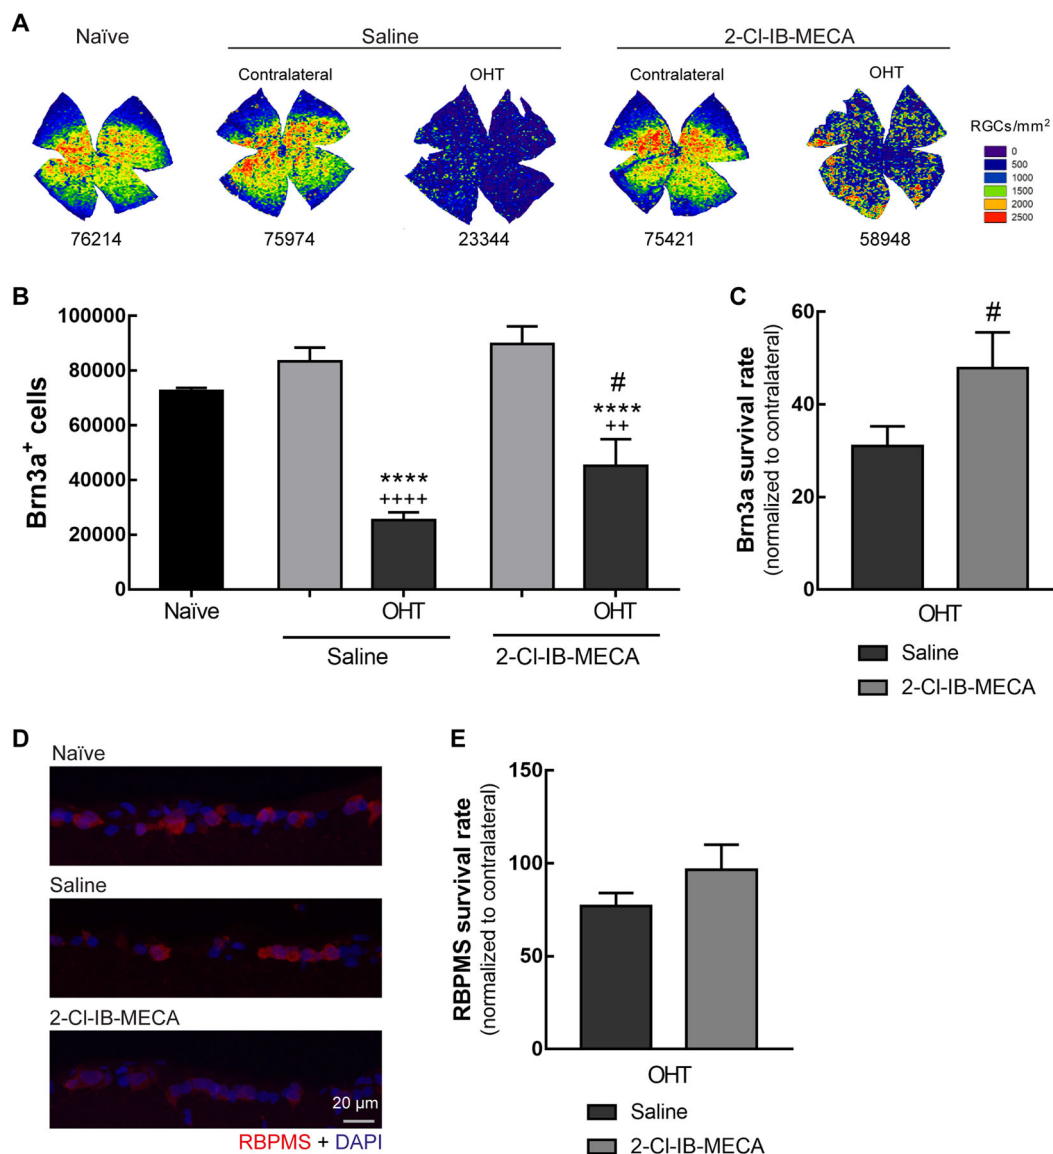 A
Naïve
Saline
2-Cl-IB-MECA
Contralateral
OHT
Contralateral
OHT
RGCs/mm²
0
500
1000
1500
2000
2500
76214
75974
23344
75421
58948
B
Brn3a⁺ cells
100000
80000
60000
40000
20000
0
****
++++
#
****
++
Naïve
OHT
OHT
Saline
2-Cl-IB-MECA
C
Brn3a survival rate
(normalized to contralateral)
60
40
20
0
#
OHT
Saline
2-Cl-IB-MECA
D
Naïve
Saline
2-Cl-IB-MECA
20 µm
RBPMS + DAPI
E
RBPMS survival rate
(normalized to contralateral)
150
100
50
0
OHT
Saline
2-Cl-IB-MECA